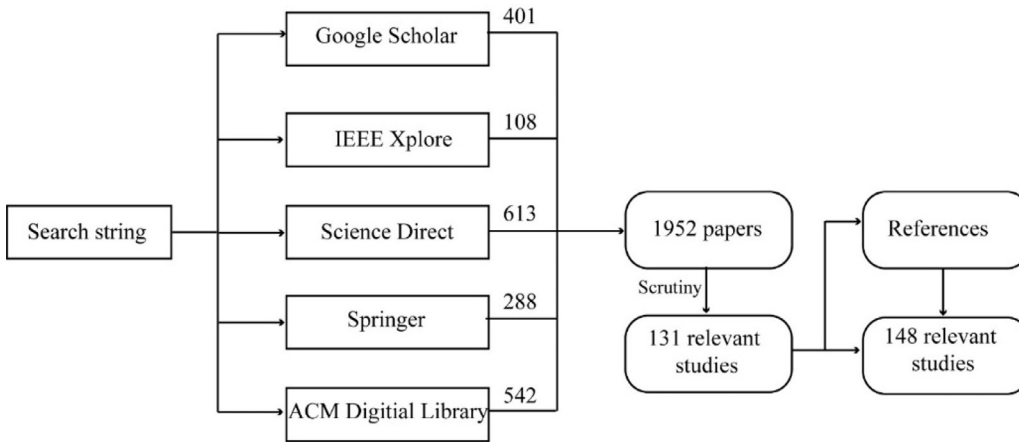 Search string
Google Scholar
401
IEEE Xplore
108
Science Direct
613
Springer
288
ACM Digitial Library
542
1952 papers
Scrutiny
131 relevant
studies
References
148 relevant
studies